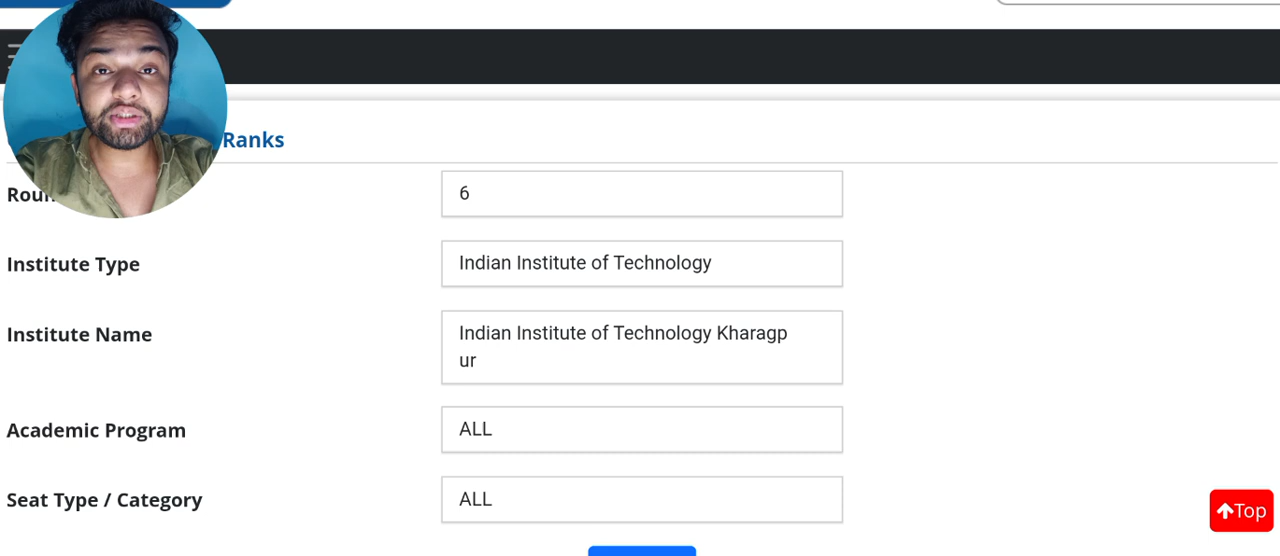 Ranks
6
Institute Type
Indian Institute of Technology
Institute Name
Indian Institute of Technology Kharagp
ur
Academic Program
ALL
Seat Type / Category
ALL
Top